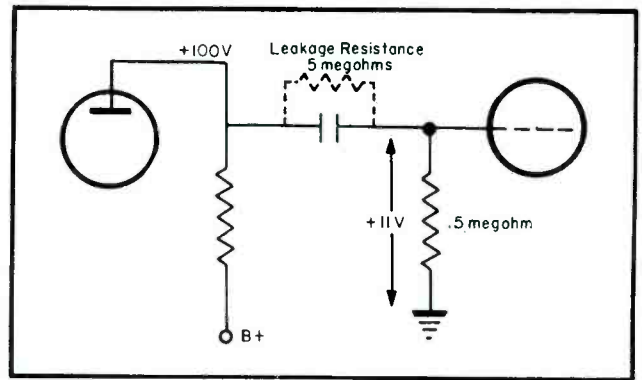 +100V
Leakage Resistance
5 megohms
+11V
.5 megohm
B+